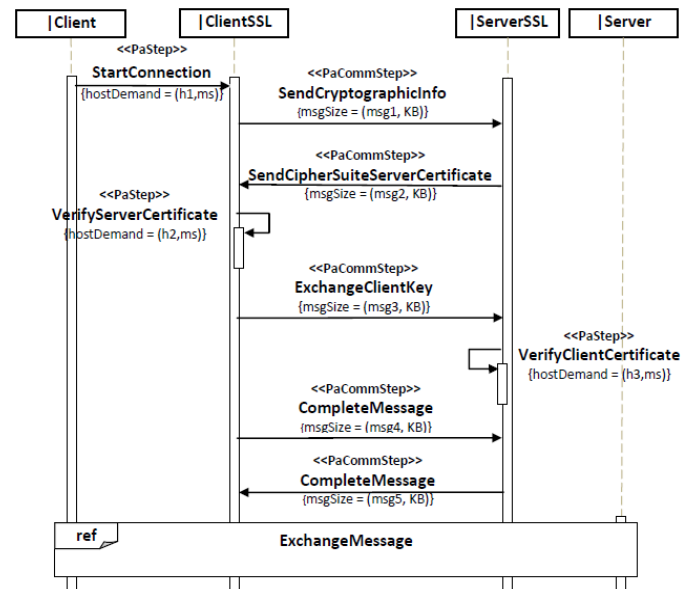 |Client
|ClientSSL
|ServerSSL
|Server
<<PaStep>>
StartConnection
{hostDemand = (h1,ms)}
<<PaCommStep>>
SendCryptographicInfo
{msgSize = (msg1, KB)}
<<PaCommStep>>
SendCipherSuiteServerCertificate
{msgSize = (msg2, KB)}
<<PaStep>>
VerifyServerCertificate
{hostDemand = (h2,ms)}
<<PaCommStep>>
ExchangeClientKey
{msgSize = (msg3, KB)}
<<PaStep>>
VerifyClientCertificate
{hostDemand = (h3,ms)}
<<PaCommStep>>
CompleteMessage
{msgSize = (msg4, KB)}
<<PaCommStep>>
CompleteMessage
{msgSize = (msg5, KB)}
ref
ExchangeMessage